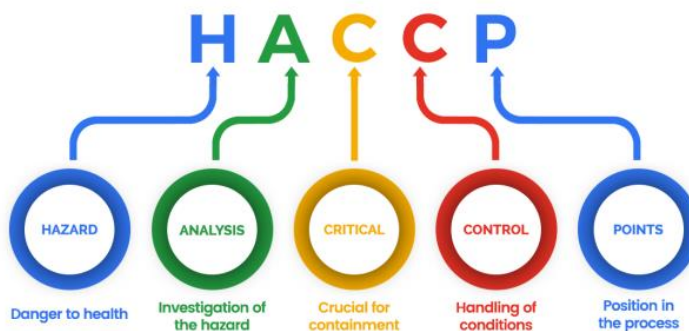 HACCP
HAZARD
ANALYSIS
CRITICAL
CONTROL
POINTS
Danger to health
Investigation of
the hazard
Crucial for
containment
Handling of
conditions
Position in
the process